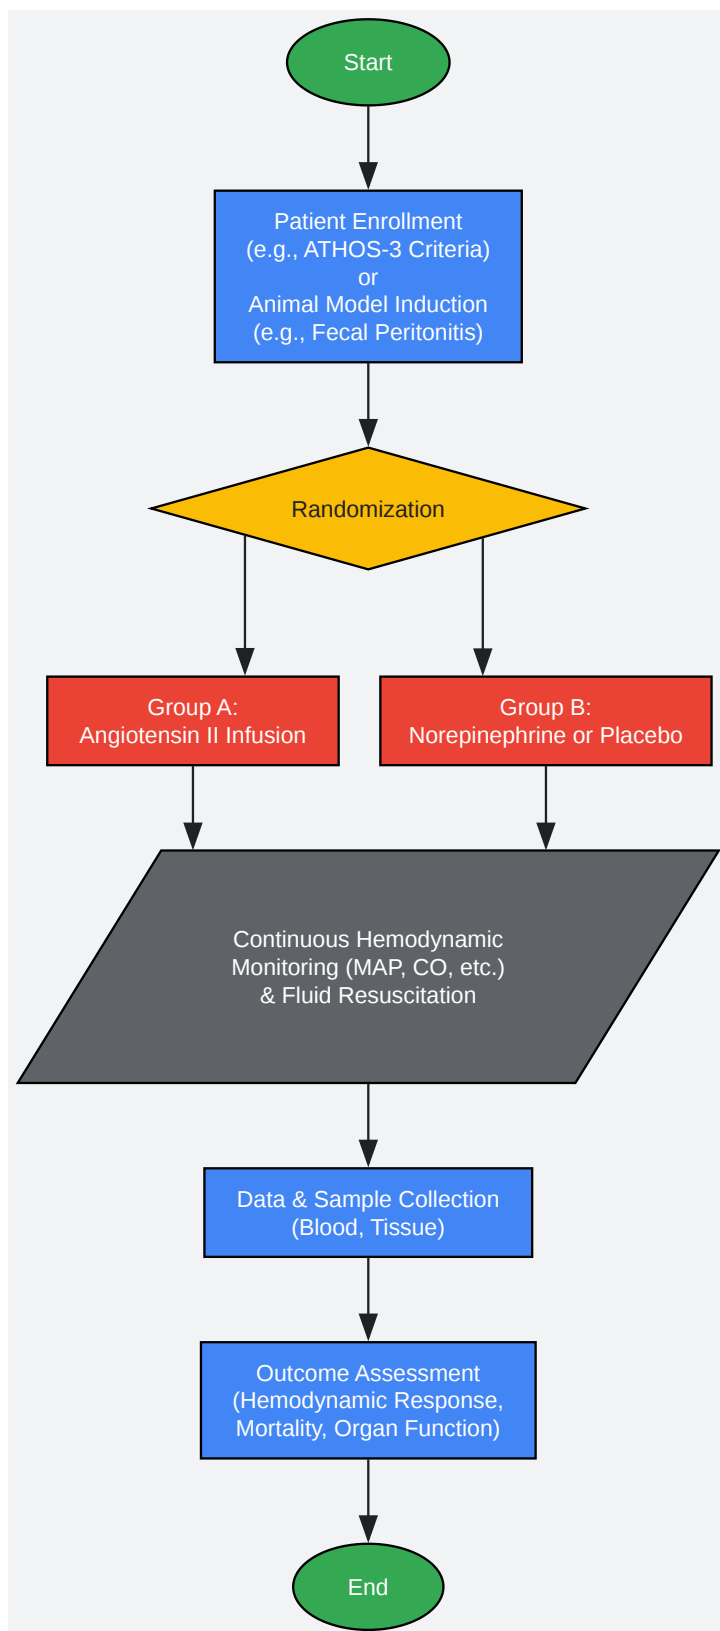 Start
Patient Enrollment
(e.g., ATHOS-3 Criteria)
or
Animal Model Induction
(e.g., Fecal Peritonitis)
Randomization
Group A:
Angiotensin II Infusion
Group B:
Norepinephrine or Placebo
Continuous Hemodynamic
Monitoring (MAP, CO, etc.)
& Fluid Resuscitation
Data & Sample Collection
(Blood, Tissue)
Outcome Assessment
(Hemodynamic Response,
Mortality, Organ Function)
End